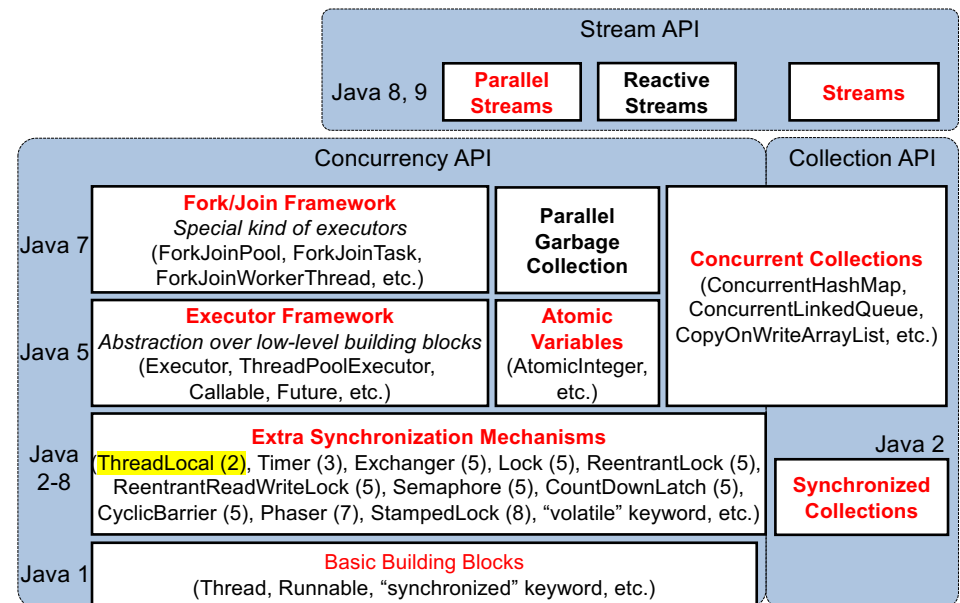 Stream API
Java 8, 9
Parallel
Streams
Reactive
Streams
Streams
Concurrency API
Collection API
Java 7
Fork/Join Framework
Special kind of executors
(ForkJoinPool, ForkJoinTask,
ForkJoinWorkerThread, etc.)
Parallel
Garbage
Collection
Concurrent Collections
(ConcurrentHashMap,
ConcurrentLinkedQueue,
CopyOnWriteArrayList, etc.)
Java 5
Executor Framework
Abstraction over low-level building blocks
(Executor, ThreadPoolExecutor,
Callable, Future, etc.)
Atomic
Variables
(AtomicInteger,
etc.)
Java
2-8
Extra Synchronization Mechanisms
(ThreadLocal (2), Timer (3), Exchanger (5), Lock (5), ReentrantLock (5),
ReentrantReadWriteLock (5), Semaphore (5), CountDownLatch (5),
CyclicBarrier (5), Phaser (7), StampedLock (8), “volatile” keyword, etc.)
Java 2
Synchronized
Collections
Java 1
Basic Building Blocks
(Thread, Runnable, “synchronized” keyword, etc.)